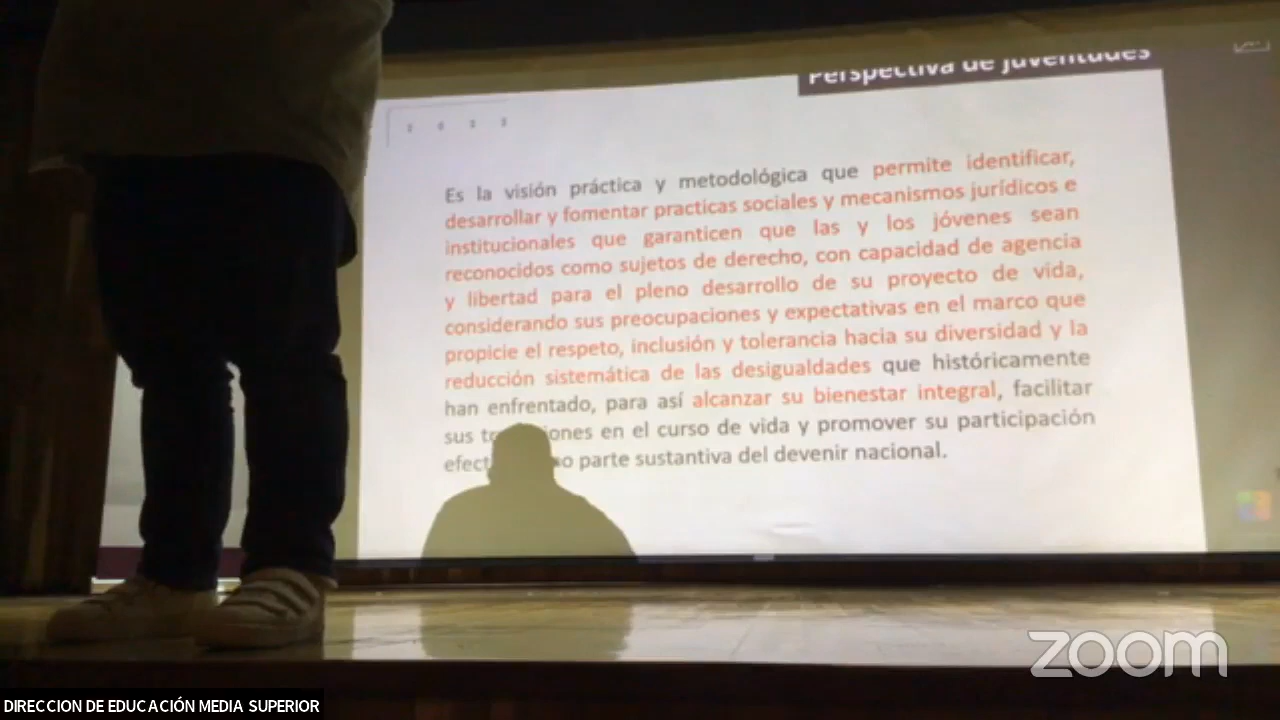 Perspectiva de juventudes
Es la visión práctica y metodológica que permite identificar,
desarrollar y fomentar practicas sociales y mecanismos jurídicos e
institucionales que garanticen que las y los jóvenes sean
reconocidos como sujetos de derecho, con capacidad de agencia
y libertad para el pleno desarrollo de su proyecto de vida,
considerando sus preocupaciones y expectativas en el marco que
propicie el respeto, inclusión y tolerancia hacia su diversidad y la
reducción sistemática de las desigualdades que históricamente
han enfrentado, para así alcanzar su bienestar integral, facilitar
sus en el curso de vida y promover su participación
parte sustantiva del devenir nacional.
zoom
DIRECCION DE EDUCACIÓN MEDIA SUPERIOR